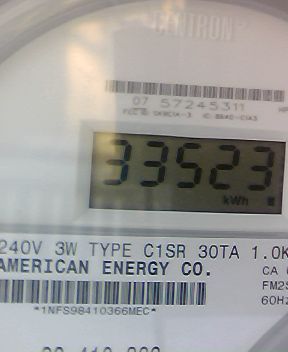 CENTRON
07 57245311
33523
kWh
240V 3W TYPE C1SR 30TA 1.0K
AMERICAN ENERGY CO.
CA
FM2S
60Hz
*1NFS98410366MEC*